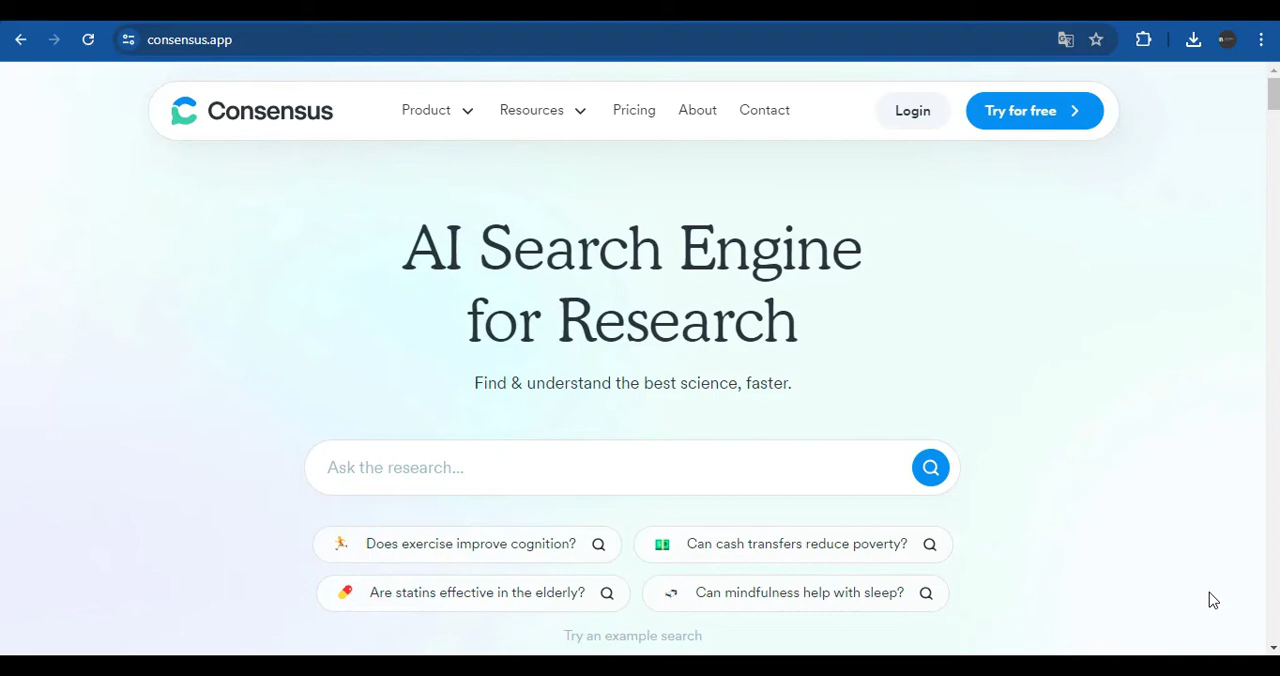 consensus.app
Consensus
Product
Resources
Pricing
About
Contact
Login
Try for free
AI Search Engine
for Research
Find & understand the best science, faster.
Ask the research...
Does exercise improve cognition?
Can cash transfers reduce poverty?
Are statins effective in the elderly?
Can mindfulness help with sleep?
Try an example search